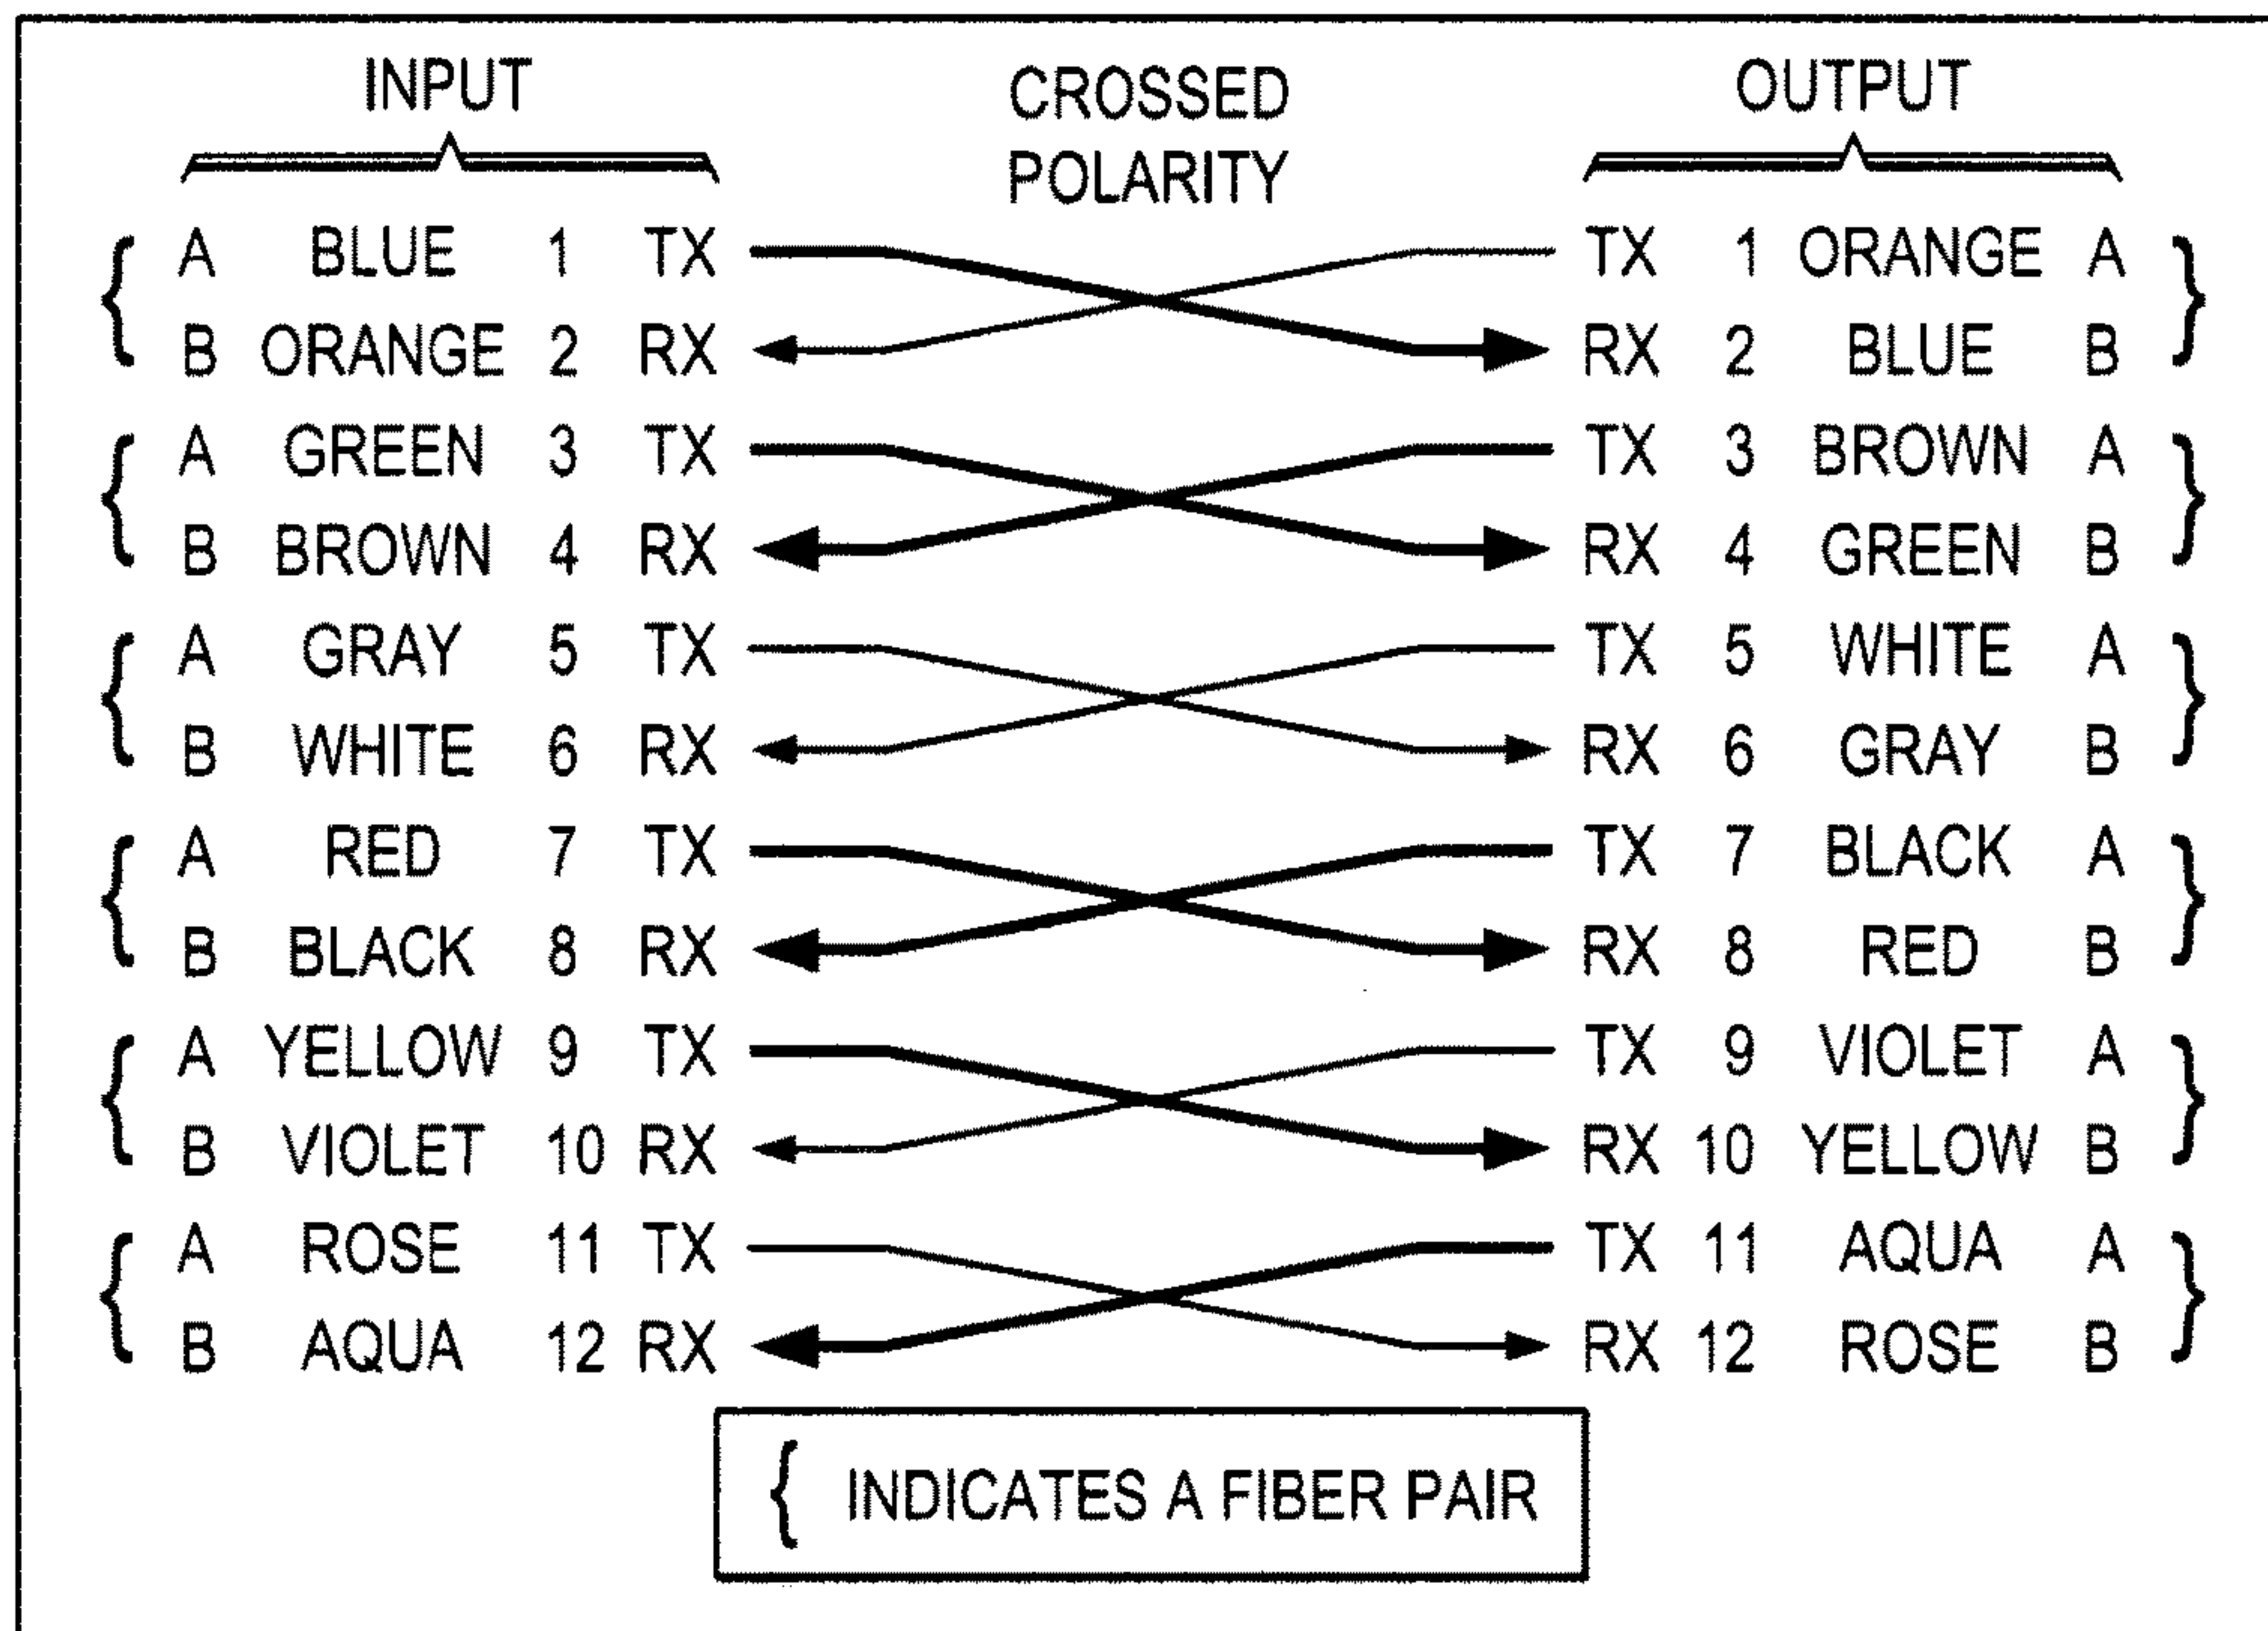 INPUT
CROSSED
POLARITY
OUTPUT
A BLUE 1 TX TX 1 ORANGE A
B ORANGE 2 RX RX 2 BLUE B
A GREEN 3 TX TX 3 BROWN A
B BROWN 4 RX RX 4 GREEN B
A GRAY 5 TX TX 5 WHITE A
B WHITE 6 RX RX 6 GRAY B
A RED 7 TX TX 7 BLACK A
B BLACK 8 RX RX 8 RED B
A YELLOW 9 TX TX 9 VIOLET A
B VIOLET 10 RX RX 10 YELLOW B
A ROSE 11 TX TX 11 AQUA A
B AQUA 12 RX RX 12 ROSE B
{ INDICATES A FIBER PAIR